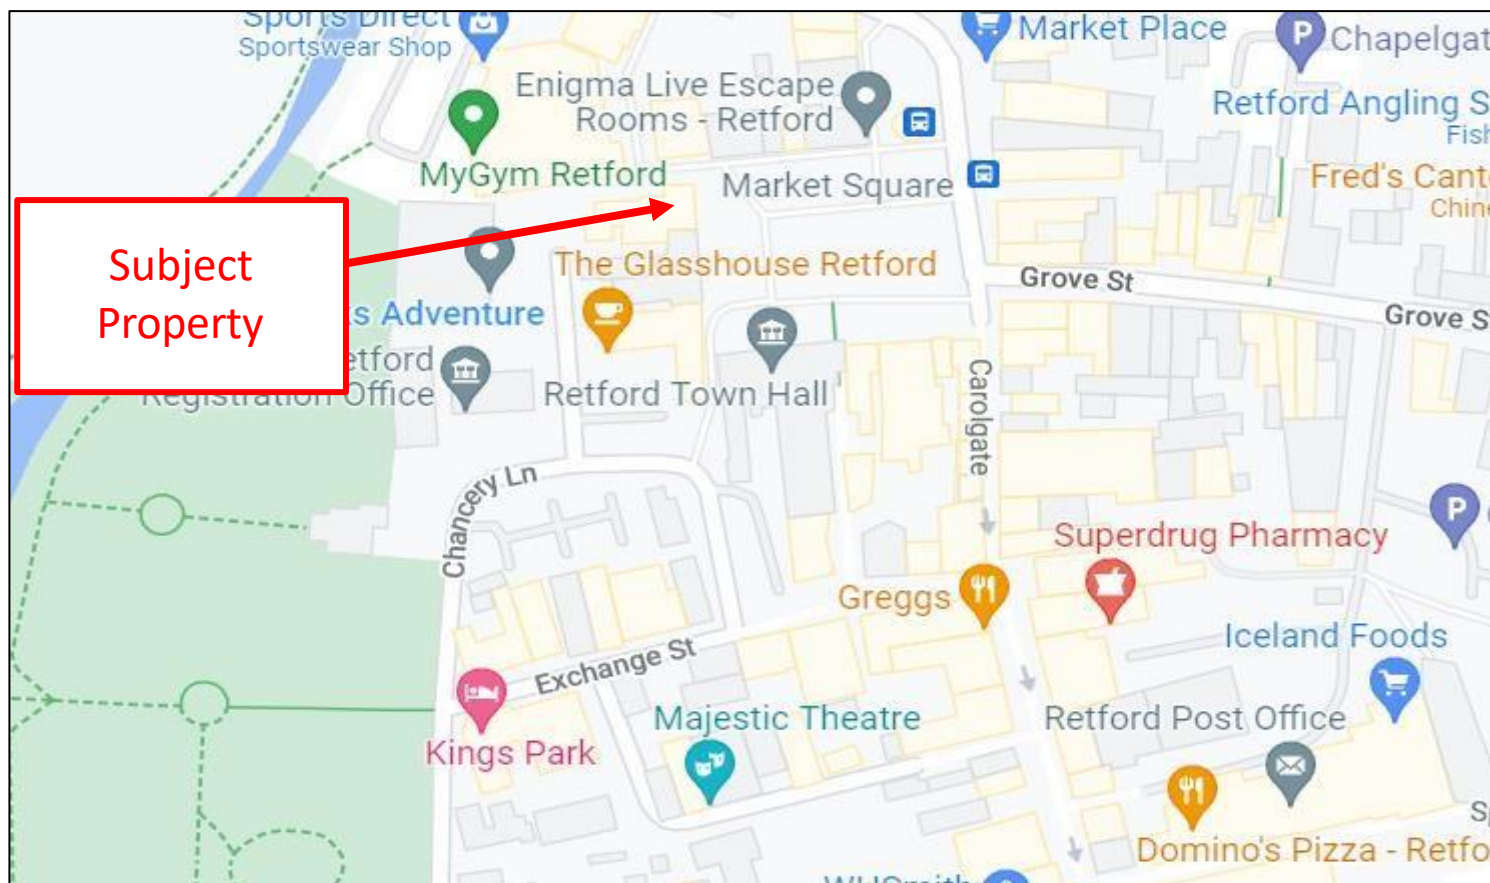 Sports Direct
Sportswear Shop
Market Place
P
Chapelgat
Enigma Live Escape
Rooms - Retford
Retford Angling S
Fish
MyGym Retford
Market Square
Fred's Cant
Chine
Subject
Property
The Glasshouse Retford
Grove St
Grove S
s Adventure
etford
Registration Office
Retford Town Hall
Carolgate
Chancery Ln
P
Superdrug Pharmacy
Greggs
Iceland Foods
Exchange St
Majestic Theatre
Retford Post Office
Kings Park
Domino's Pizza - Retfo
Sp
WHSmith